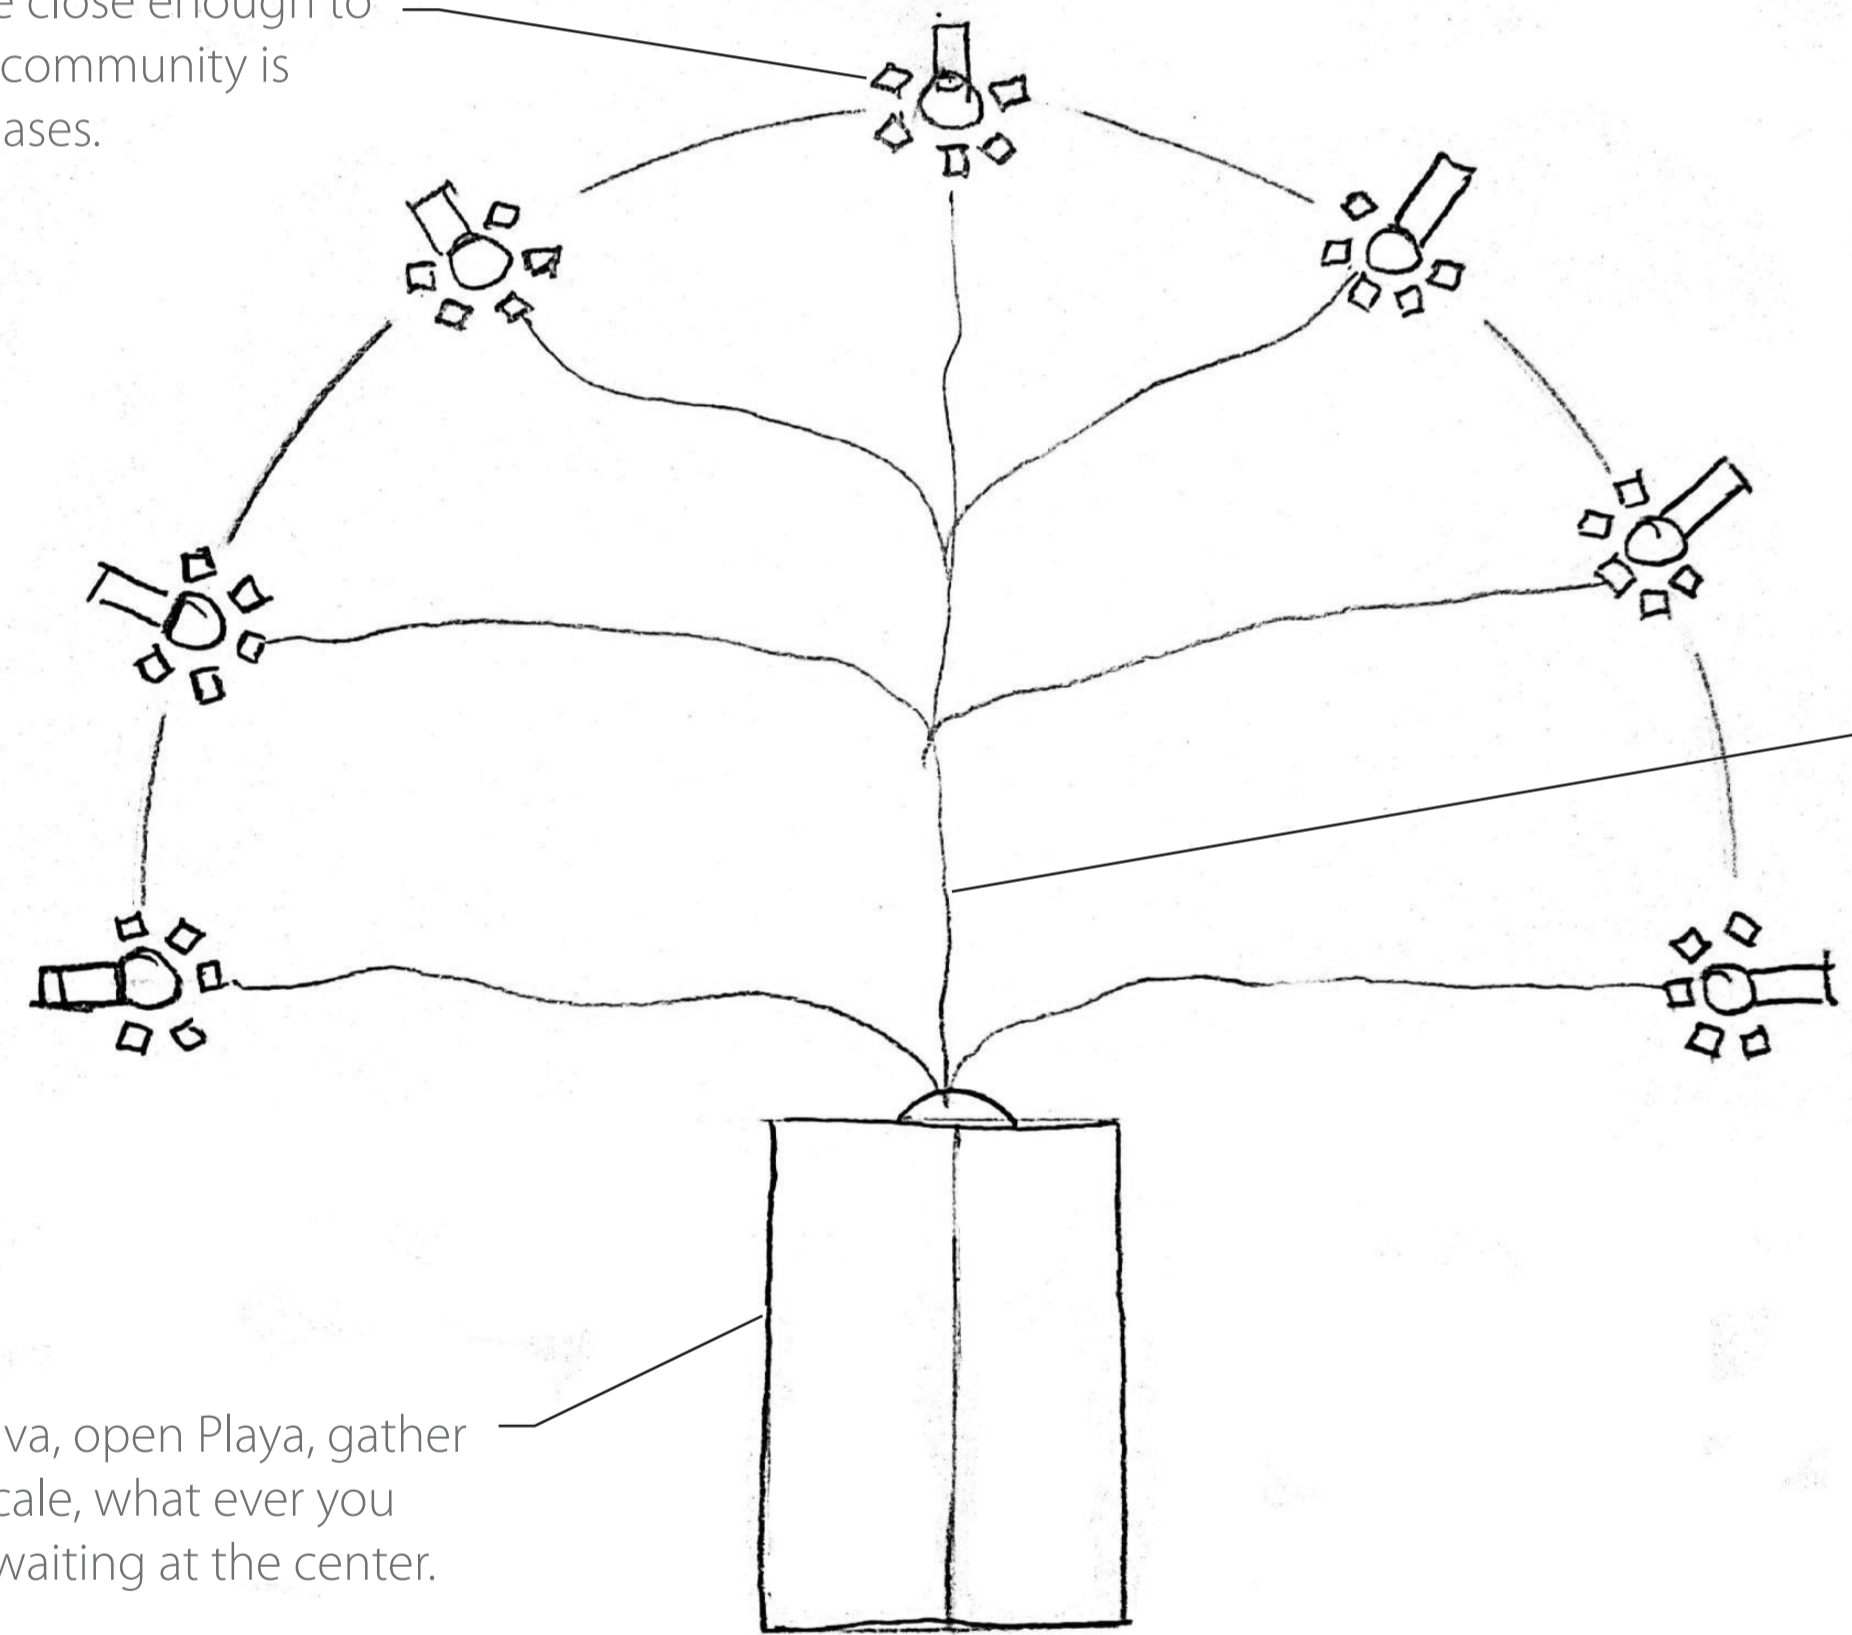 close enough to
community is
ases.
va, open Playa, gather
cale, what ever you
waiting at the center.